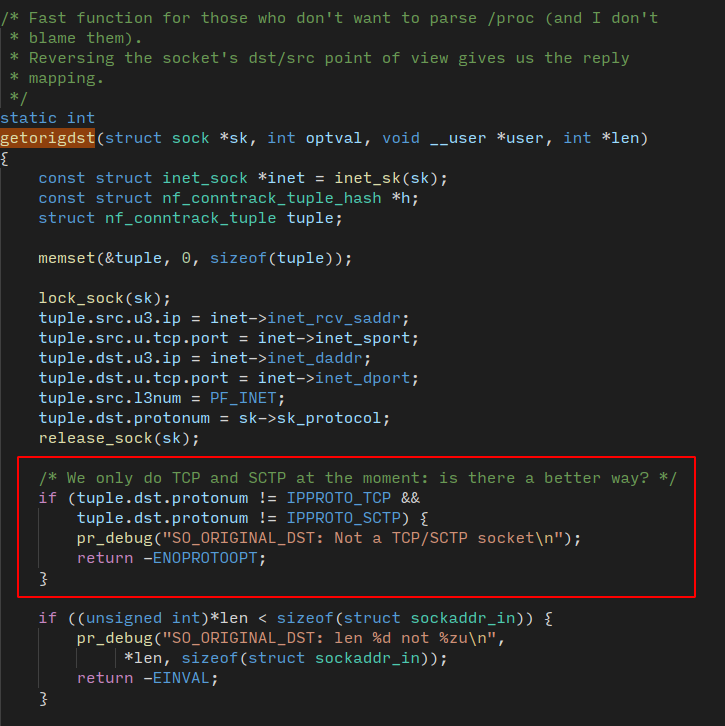 /* Fast function for those who don't want to parse /proc (and I don't
 * blame them).
 * Reversing the socket's dst/src point of view gives us the reply
 * mapping.
 */
static int
getorigdst(struct sock *sk, int optval, void __user *user, int *len)
{
    const struct inet_sock *inet = inet_sk(sk);
    const struct nf_conntrack_tuple_hash *h;
    struct nf_conntrack_tuple tuple;

    memset(&tuple, 0, sizeof(tuple));

    lock_sock(sk);
    tuple.src.u3.ip = inet->inet_rcv_saddr;
    tuple.src.u.tcp.port = inet->inet_sport;
    tuple.dst.u3.ip = inet->inet_daddr;
    tuple.dst.u.tcp.port = inet->inet_dport;
    tuple.src.l3num = PF_INET;
    tuple.dst.protonum = sk->sk_protocol;
    release_sock(sk);

    /* We only do TCP and SCTP at the moment: is there a better way? */
    if (tuple.dst.protonum != IPPROTO_TCP &&
        tuple.dst.protonum != IPPROTO_SCTP) {
        pr_debug("SO_ORIGINAL_DST: Not a TCP/SCTP socket\n");
        return -ENOPROTOOPT;
    }

    if ((unsigned int)*len < sizeof(struct sockaddr_in)) {
        pr_debug("SO_ORIGINAL_DST: len %d not %zu\n",
             *len, sizeof(struct sockaddr_in));
        return -EINVAL;
    }